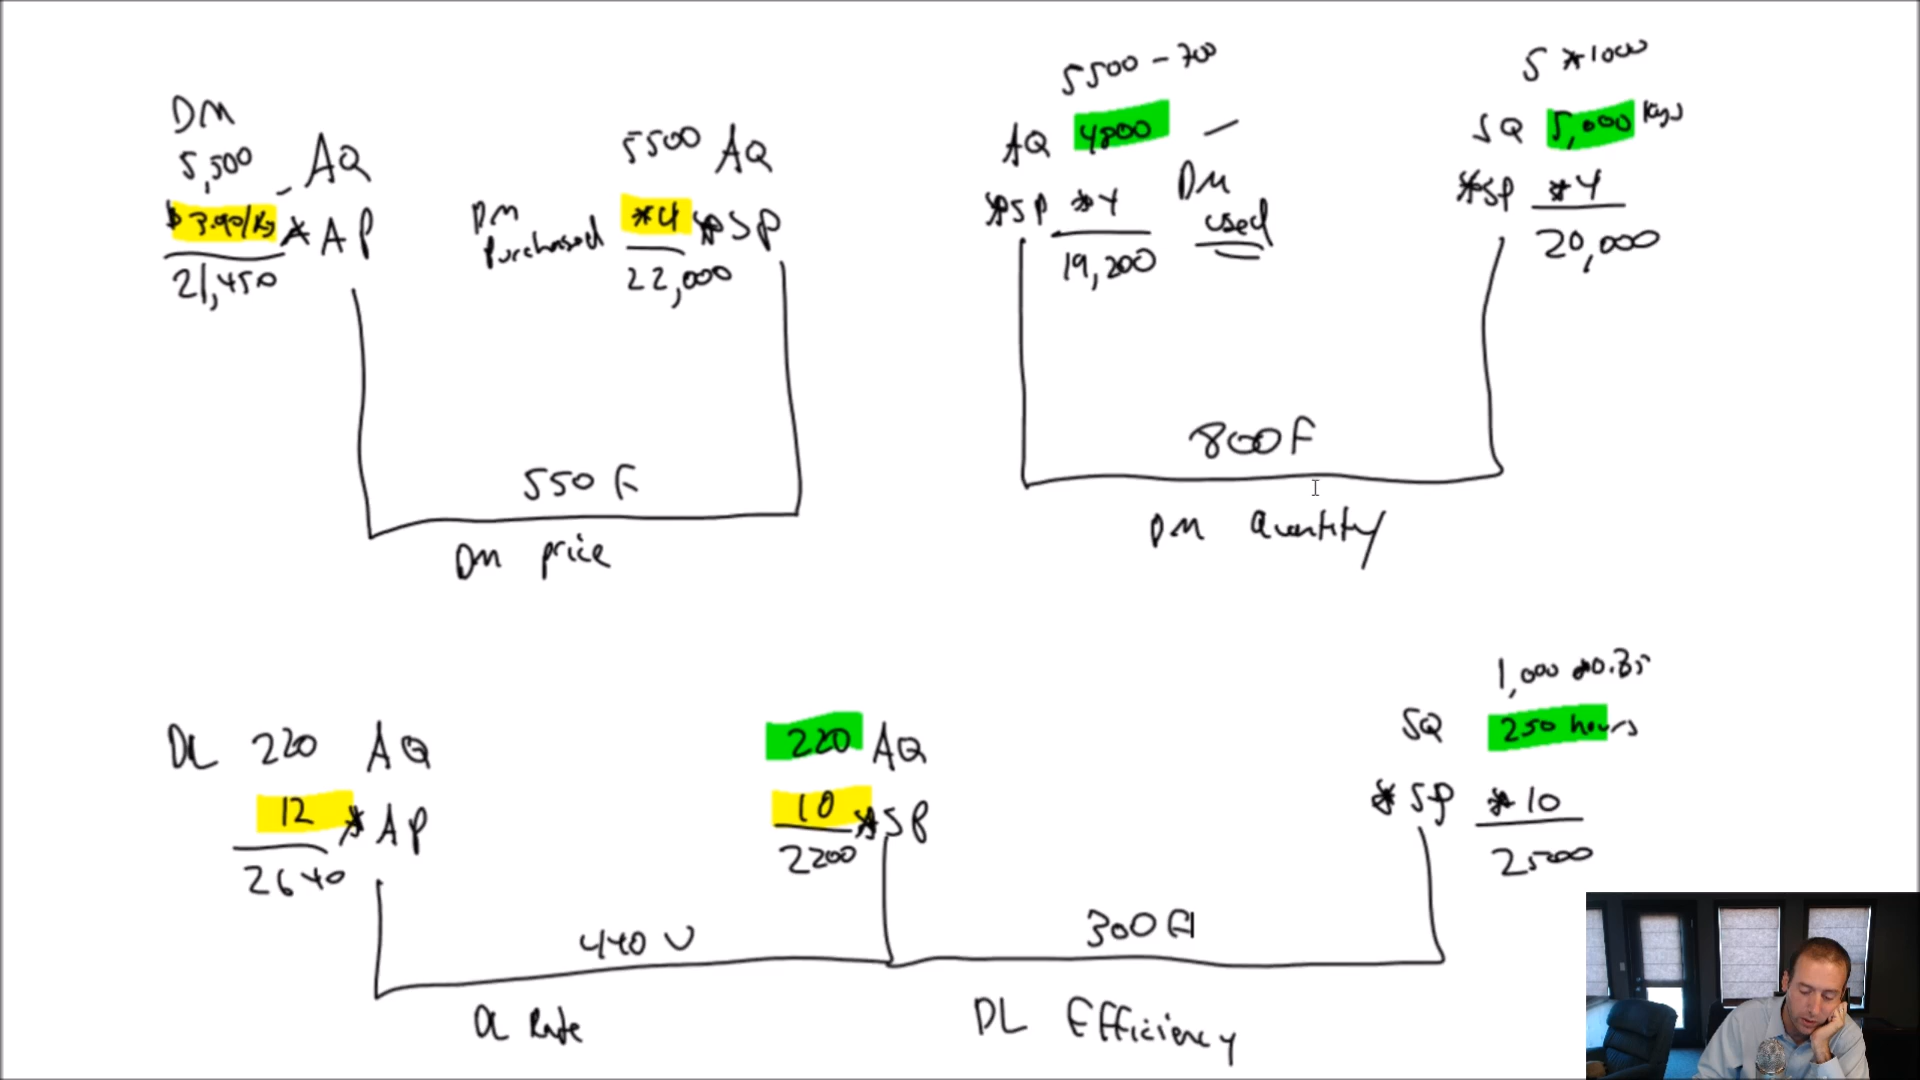 DM
5,500 AQ
$3.90/kg * AP
21,450
5500 AQ
DM Purchased
*4 *SP
22,000
550 F
DM price
5500 - 700
AQ 4800
*SP *4
19,200
DM used
5 * 1000
SQ 5,000 kgs
*SP *4
20,000
800 F
DM Quantity
DL 220 AQ
12 * AP
2640
220 AQ
10 * SP
2200
440 U
DL Rate
1,000 * 0.25
SQ 250 hours
*SP *10
2500
300 F
DL Efficiency